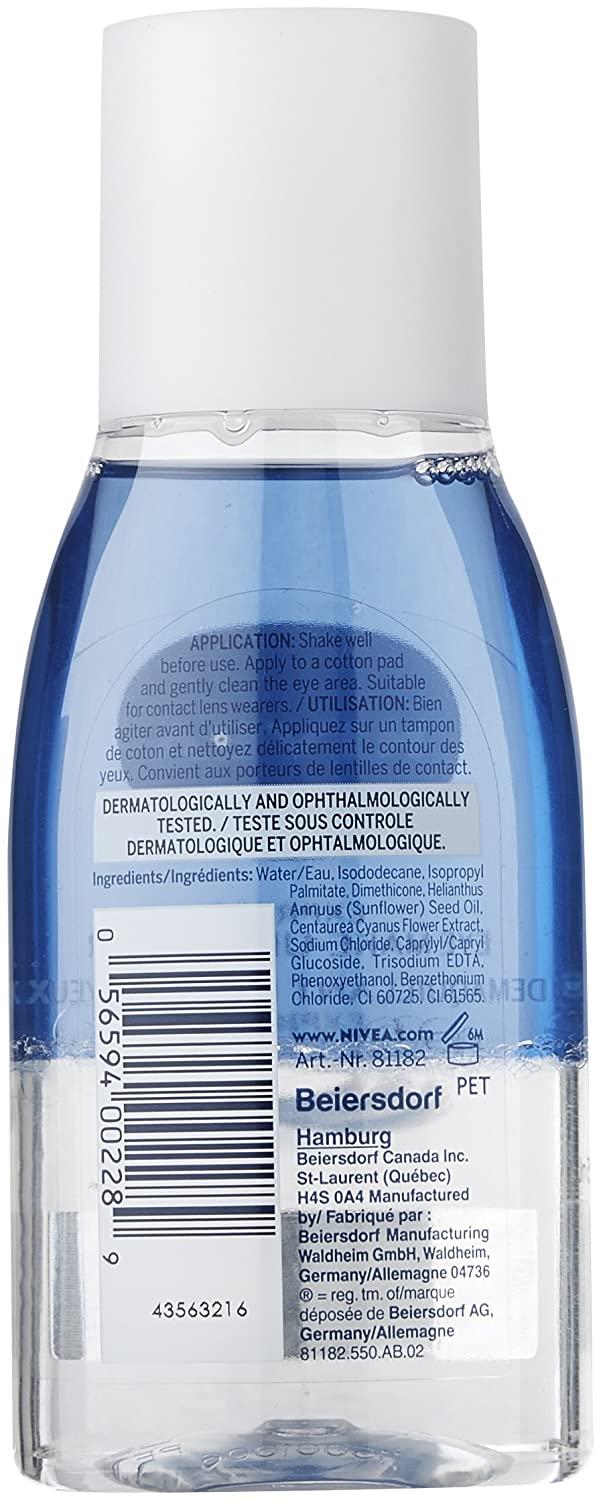 APPLICATION: Shake well
before use. Apply to a cotton pad
and gently clean the eye area. Suitable
for contact lens wearers. / UTILISATION: Bien
agiter avant d'utiliser. Appliquez sur un tampon
de coton et nettoyez délicatement le contour des
yeux. Convient aux porteurs de lentilles de contact.
DERMATOLOGICALLY AND OPHTHALMOLOGICALLY
TESTED. / TESTE SOUS CONTROLE
DERMATOLOGIQUE ET OPHTALMOLOGIQUE.
Ingredients/Ingrédients: Water/Eau, Isododecane, Isopropyl
Palmitate, Dimethicone, Helianthus
Annuus (Sunflower) Seed Oil,
Centaurea Cyanus Flower Extract,
Sodium Chloride, Caprylyl/Capryl
Glucoside, Trisodium EDTA,
Phenoxyethanol, Benzethonium
Chloride, CI 60725, CI 61565.
www.NIVEA.com 6M
Art.-Nr. 81182
Beiersdorf PET
Hamburg
Beiersdorf Canada Inc.
St-Laurent (Québec)
H4S 0A4 Manufactured
by/ Fabriqué par :
Beiersdorf Manufacturing
Waldheim GmbH, Waldheim,
Germany/Allemagne 04736
® = reg. tm. of/marque
déposée de Beiersdorf AG,
Germany/Allemagne
81182.550.AB.02
0 56594 00228 9
43563216